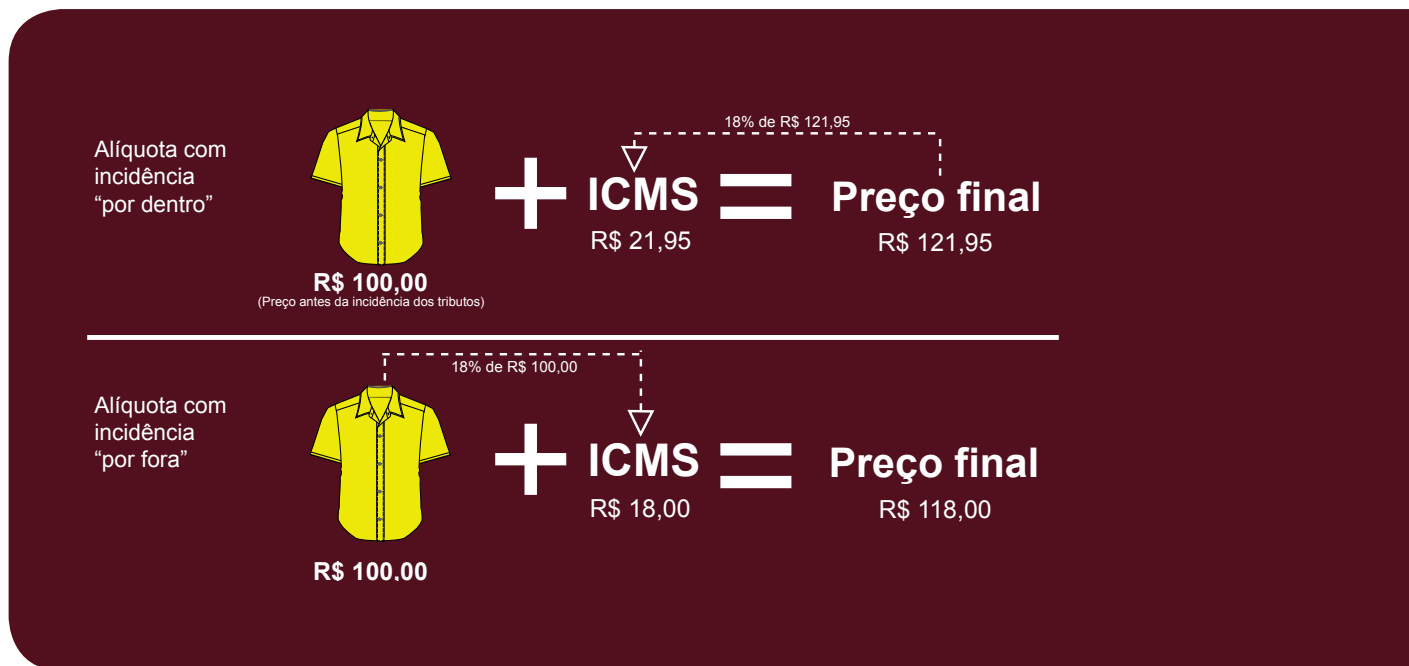 18% de R$ 121,95
Alíquota com
incidência
“por dentro”
+
ICMS
=
Preço final
R$ 21,95
R$ 121,95
R$ 100,00
(Preço antes da incidência dos tributos)
18% de R$ 100,00
Alíquota com
incidência
“por fora”
+
ICMS
=
Preço final
R$ 18,00
R$ 118,00
R$ 100,00